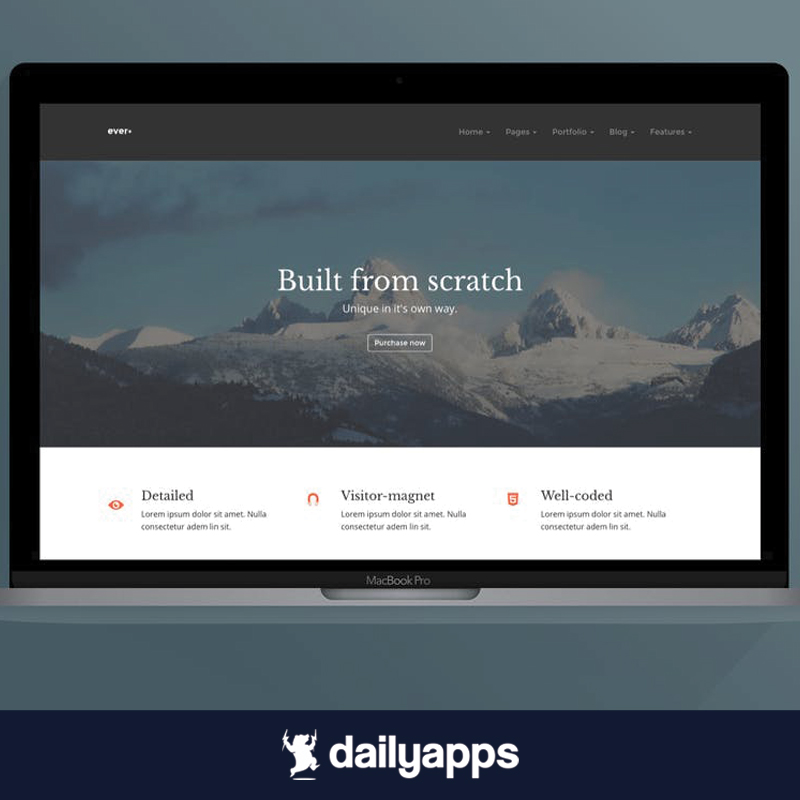 ever*
Home Pages Portfolio Blog Features
Built from scratch
Unique in it's own way.
Purchase now
Detailed Visitor-magnet Well-coded
Lorem ipsum dolor sit amet. Nulla Lorem ipsum dolor sit amet. Nulla Lorem ipsum dolor sit amet. Nulla
consectetur adem lin sit. consectetur adem lin sit. consectetur adem lin sit.
MacBook Pro
dailyapps